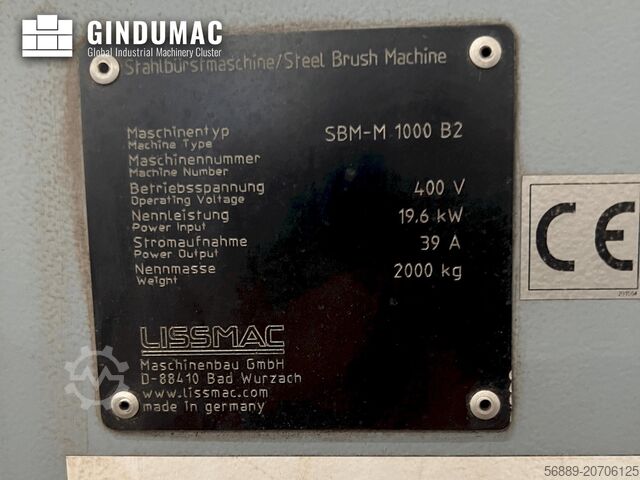 GINDUMAC
Global Industrial Machinery Cluster
Stahlbürstmaschine/Steel Brush Machine
Maschinentyp SBM-M 1000 B2
Machine Type
Maschinennummer
Machine Number
Betriebsspannung 400 V
Operating Voltage
Nennleistung 19.6 kW
Power Input
Stromaufnahme 39 A
Power Output
Nennmasse 2000 kg
Weight
CE
LISSMAC
Maschinenbau GmbH
D-88410 Bad Wurzach
www.lissmac.com
made in germany
56889-20706125